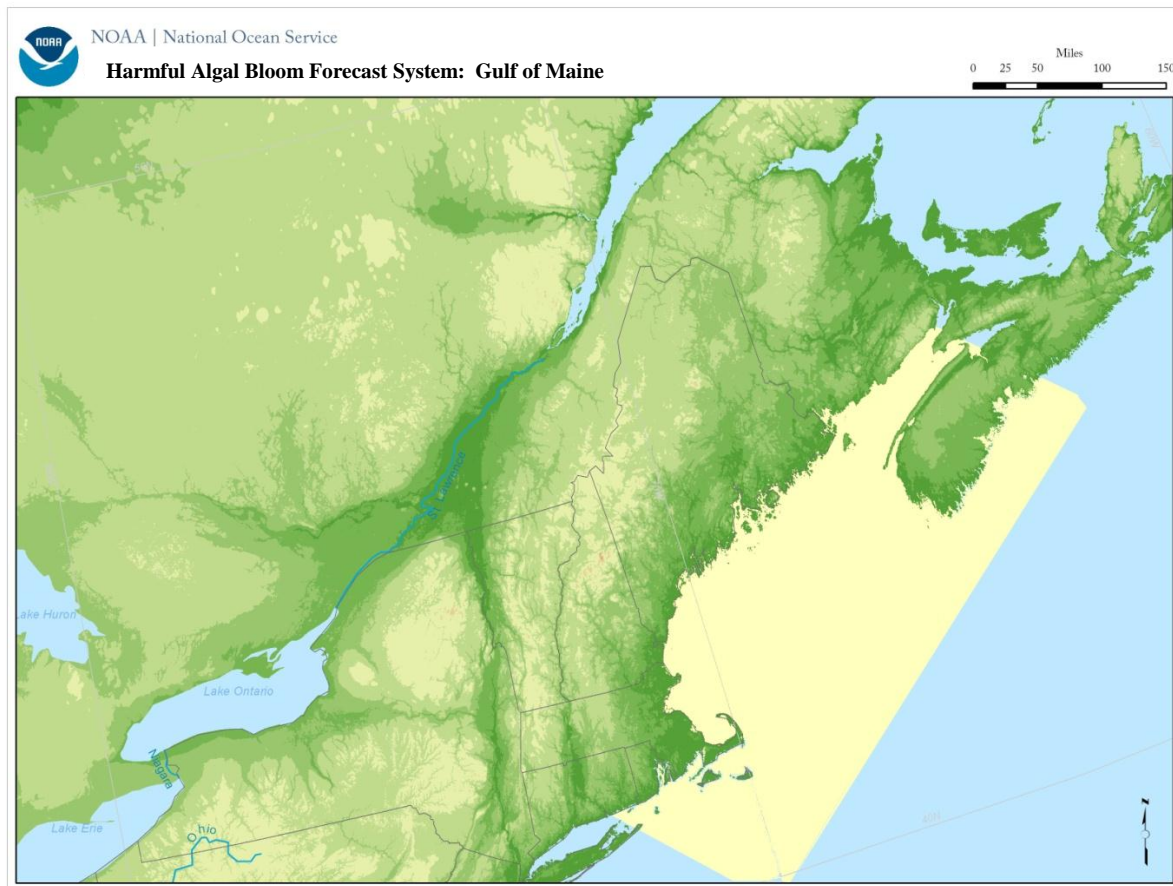 NOAA
NOAA | National Ocean Service
Harmful Algal Bloom Forecast System: Gulf of Maine
Miles
0 25 50 100 150
St. Lawrence
Lake Huron
Lake Ontario
Niagara
Lake Erie
Ohio
N